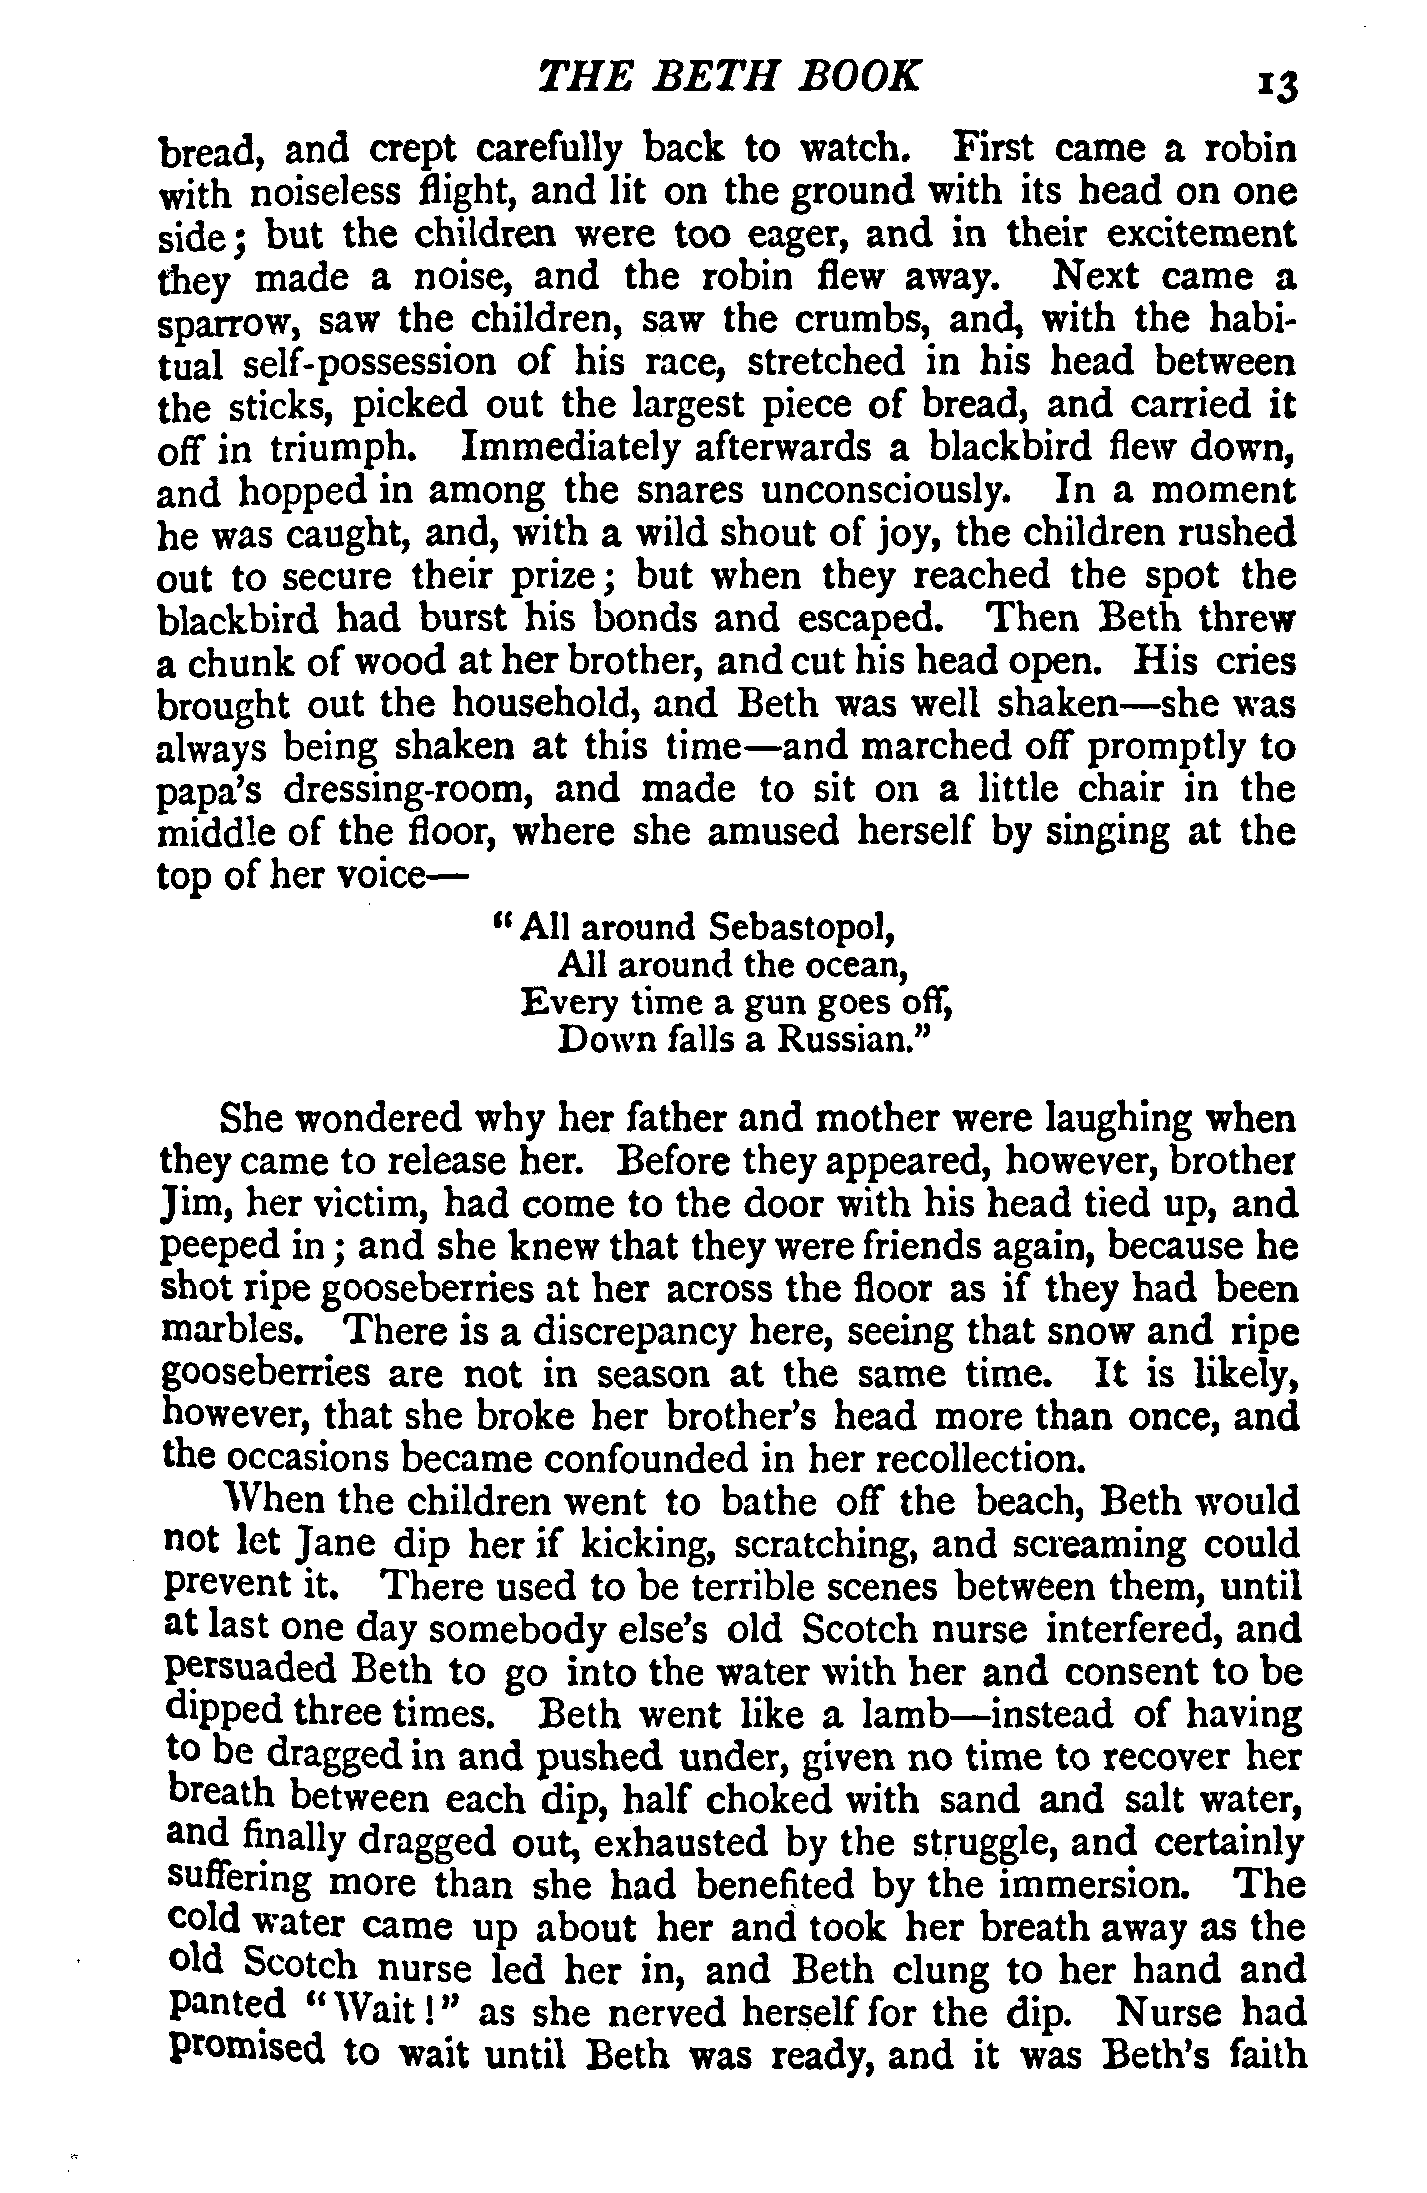 THE BETH BOOK 13
bread, and crept carefully back to watch. First came a robin
with noiseless flight, and lit on the ground with its head on one
side; but the children were too eager, and in their excitement
they made a noise, and the robin flew away. Next came a
sparrow, saw the children, saw the crumbs, and, with the habi-
tual self-possession of his race, stretched in his head between
the sticks, picked out the largest piece of bread, and carried it
off in triumph. Immediately afterwards a blackbird flew down,
and hopped in among the snares unconsciously. In a moment
he was caught, and, with a wild shout of joy, the children rushed
out to secure their prize; but when they reached the spot the
blackbird had burst his bonds and escaped. Then Beth threw
a chunk of wood at her brother, and cut his head open. His cries
brought out the household, and Beth was well shaken—she was
always being shaken at this time—and marched off promptly to
papa's dressing-room, and made to sit on a little chair in the
middle of the floor, where she amused herself by singing at the
top of her voice—
"All around Sebastopol,
All around the ocean,
Every time a gun goes off,
Down falls a Russian."
She wondered why her father and mother were laughing when
they came to release her. Before they appeared, however, brother
Jim, her victim, had come to the door with his head tied up, and
peeped in; and she knew that they were friends again, because he
shot ripe gooseberries at her across the floor as if they had been
marbles. There is a discrepancy here, seeing that snow and ripe
gooseberries are not in season at the same time. It is likely,
however, that she broke her brother's head more than once, and
the occasions became confounded in her recollection.
When the children went to bathe off the beach, Beth would
not let Jane dip her if kicking, scratching, and screaming could
prevent it. There used to be terrible scenes between them, until
at last one day somebody else's old Scotch nurse interfered, and
persuaded Beth to go into the water with her and consent to be
dipped three times. Beth went like a lamb—instead of having
to be dragged in and pushed under, given no time to recover her
breath between each dip, half choked with sand and salt water,
and finally dragged out, exhausted by the struggle, and certainly
suffering more than she had benefited by the immersion. The
cold water came up about her and took her breath away as the
old Scotch nurse led her in, and Beth clung to her hand and
panted "Wait!" as she nerved herself for the dip. Nurse had
promised to wait until Beth was ready, and it was Beth's faith